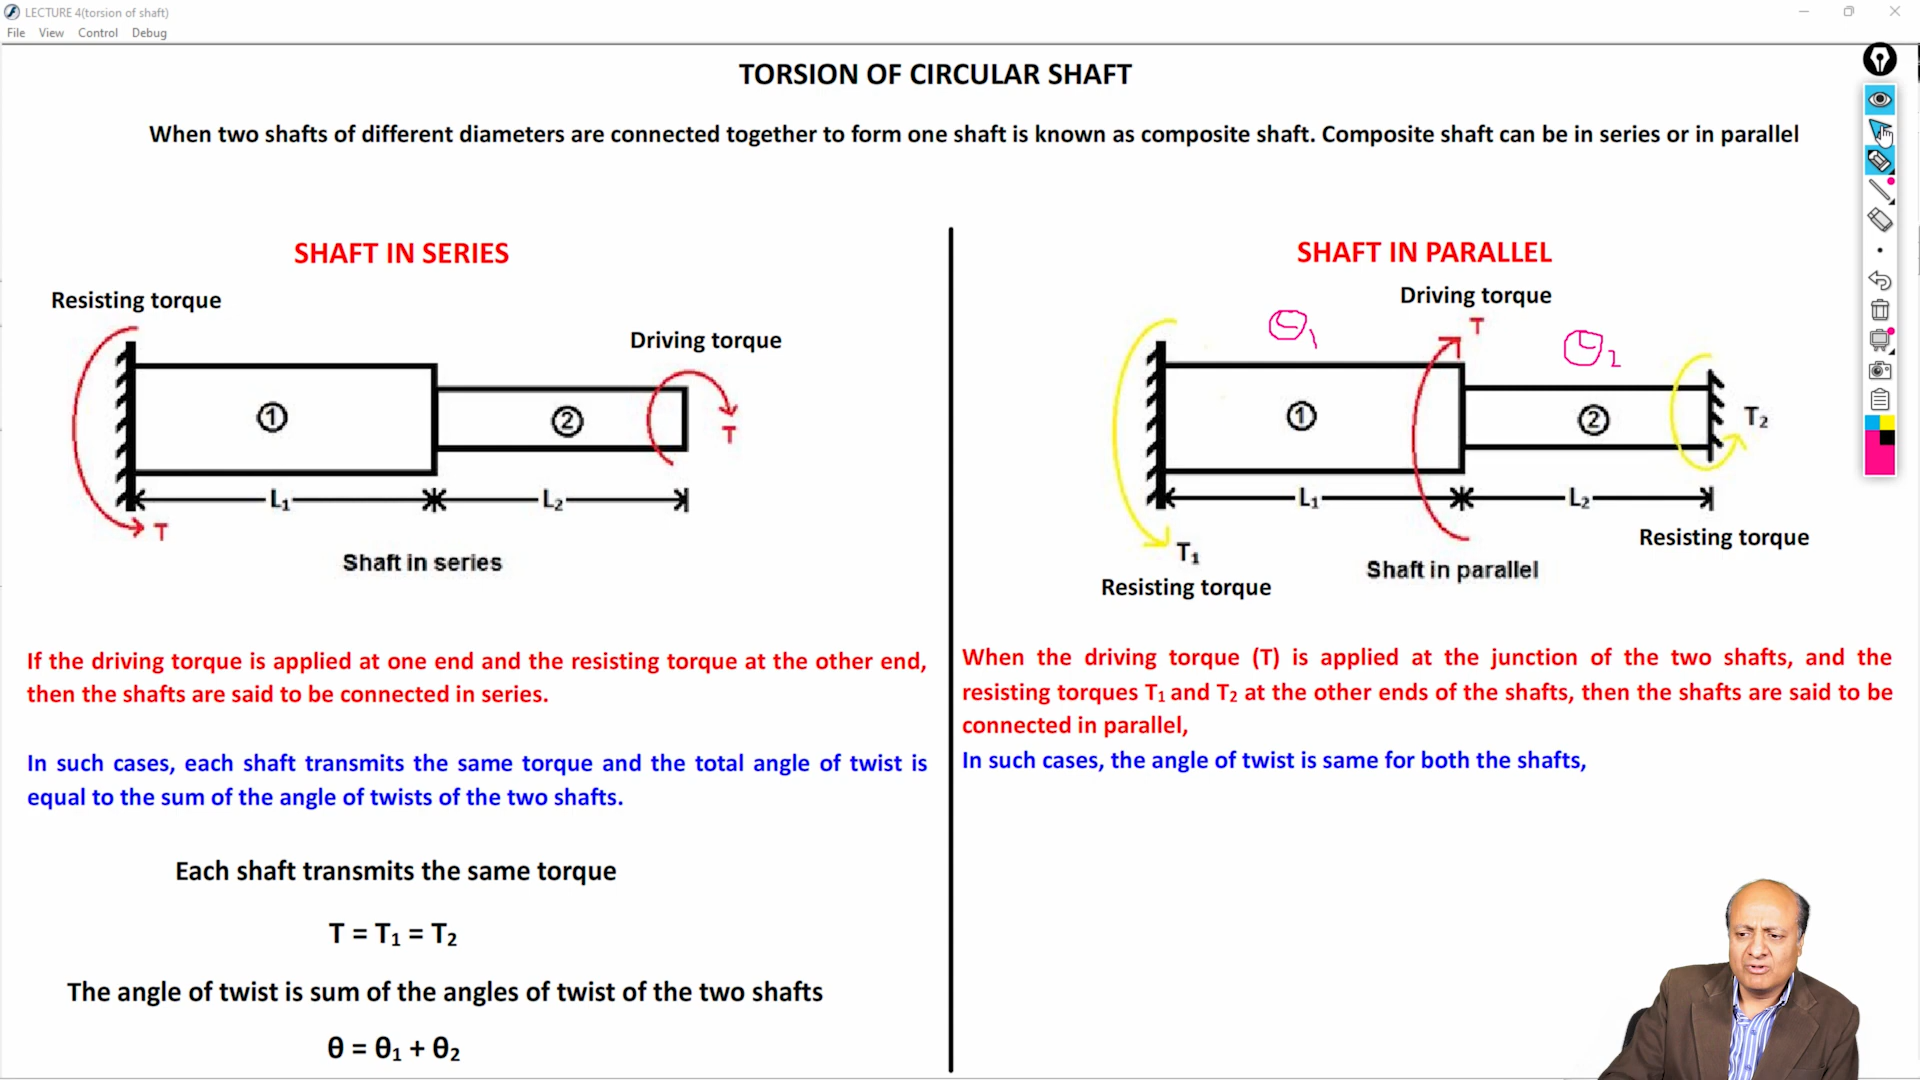 LECTURE 4(torsion of shaft)
File View Control Debug
TORSION OF CIRCULAR SHAFT
When two shafts of different diameters are connected together to form one shaft is known as composite shaft. Composite shaft can be in series or in parallel
SHAFT IN SERIES
Resisting torque
Driving torque
1
2
T
L1
L2
T
Shaft in series
If the driving torque is applied at one end and the resisting torque at the other end,
then the shafts are said to be connected in series.
In such cases, each shaft transmits the same torque and the total angle of twist is
equal to the sum of the angle of twists of the two shafts.
Each shaft transmits the same torque
T = T₁ = T₂
The angle of twist is sum of the angles of twist of the two shafts
θ = θ₁ + θ₂
SHAFT IN PARALLEL
Driving torque
T
θ1
θ2
1
2
T₂
L₁
L₂
Resisting torque
T₁
Shaft in parallel
Resisting torque
When the driving torque (T) is applied at the junction of the two shafts, and the
resisting torques T₁ and T₂ at the other ends of the shafts, then the shafts are said to be
connected in parallel,
In such cases, the angle of twist is same for both the shafts,